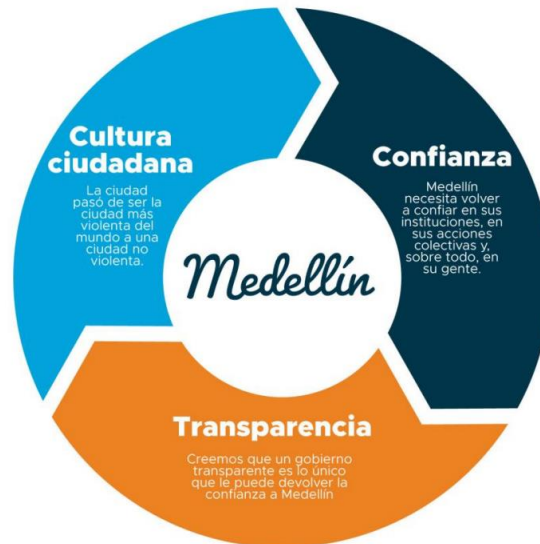 Cultura
ciudadana
La ciudad
pasó de ser la
ciudad más
violenta del
mundo a una
ciudad no
violenta.
Confianza
Medellín
necesita volver
a confiar en sus
instituciones, en
sus acciones
colectivas y,
sobre todo, en
su gente.
Medellín
Transparencia
Creemos que un gobierno
transparente es lo único
que le puede devolver la
confianza a Medellín